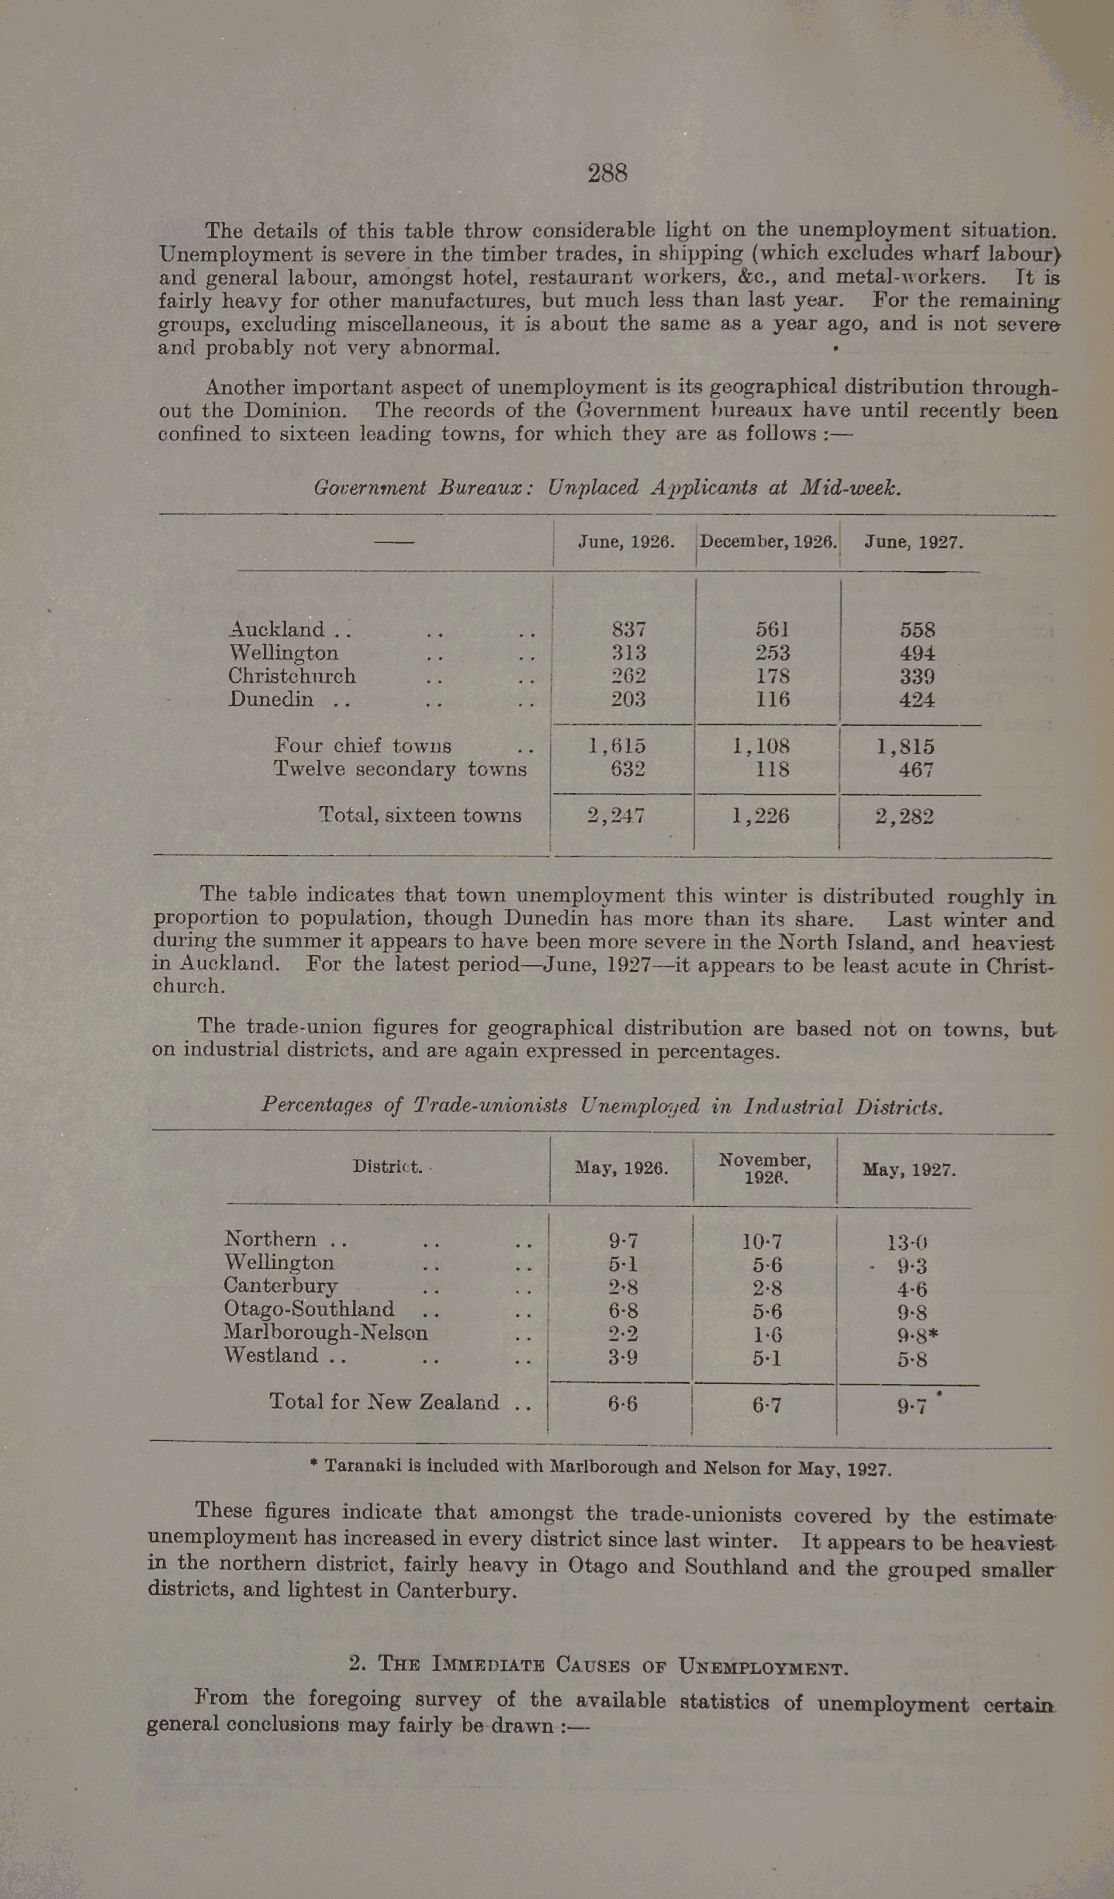 288
The details of this table throw considerable light on the unemployment situation.
Unemployment is severe in the timber trades, in shipping (which excludes wharf labour)
and general labour, amongst hotel, restaurant workers, &c., and metal-workers. It is
fairly heavy for other manufactures, but much less than last year. For the remaining
groups, excluding miscellaneous, it is about the same as a year ago, and is not severe
and probably not very abnormal.
Another important aspect of unemployment is its geographical distribution through-
out the Dominion. The records of the Government bureaux have until recently been
confined to sixteen leading towns, for which they are as follows :—
Government Bureaux: Unplaced Applicants at Mid-week.
— June, 1926. December, 1926. June, 1927.
Auckland .. .. .. 837 561 558
Wellington .. .. 313 253 494
Christchurch .. .. 262 178 339
Dunedin .. .. .. 203 116 424
Four chief towns .. 1,615 1,108 1,815
Twelve secondary towns 632 118 467
Total, sixteen towns 2,247 1,226 2,282
The table indicates that town unemployment this winter is distributed roughly in
proportion to population, though Dunedin has more than its share. Last winter and
during the summer it appears to have been more severe in the North Island, and heaviest
in Auckland. For the latest period—June, 1927—it appears to be least acute in Christ-
church.
The trade-union figures for geographical distribution are based not on towns, but
on industrial districts, and are again expressed in percentages.
Percentages of Trade-unionists Unemployed in Industrial Districts.
District. May, 1926. November, 1926. May, 1927.
Northern .. .. .. 9·7 10·7 13·0
Wellington .. .. 5·1 5·6 9·3
Canterbury .. .. 2·8 2·8 4·6
Otago-Southland .. .. 6·8 5·6 9·8
Marlborough-Nelson .. 2·2 1·6 9·8*
Westland .. .. .. 3·9 5·1 5·8
Total for New Zealand .. 6·6 6·7 9·7
* Taranaki is included with Marlborough and Nelson for May, 1927.
These figures indicate that amongst the trade-unionists covered by the estimate
unemployment has increased in every district since last winter. It appears to be heaviest
in the northern district, fairly heavy in Otago and Southland and the grouped smaller
districts, and lightest in Canterbury.
2. The Immediate Causes of Unemployment.
From the foregoing survey of the available statistics of unemployment certain
general conclusions may fairly be drawn :—